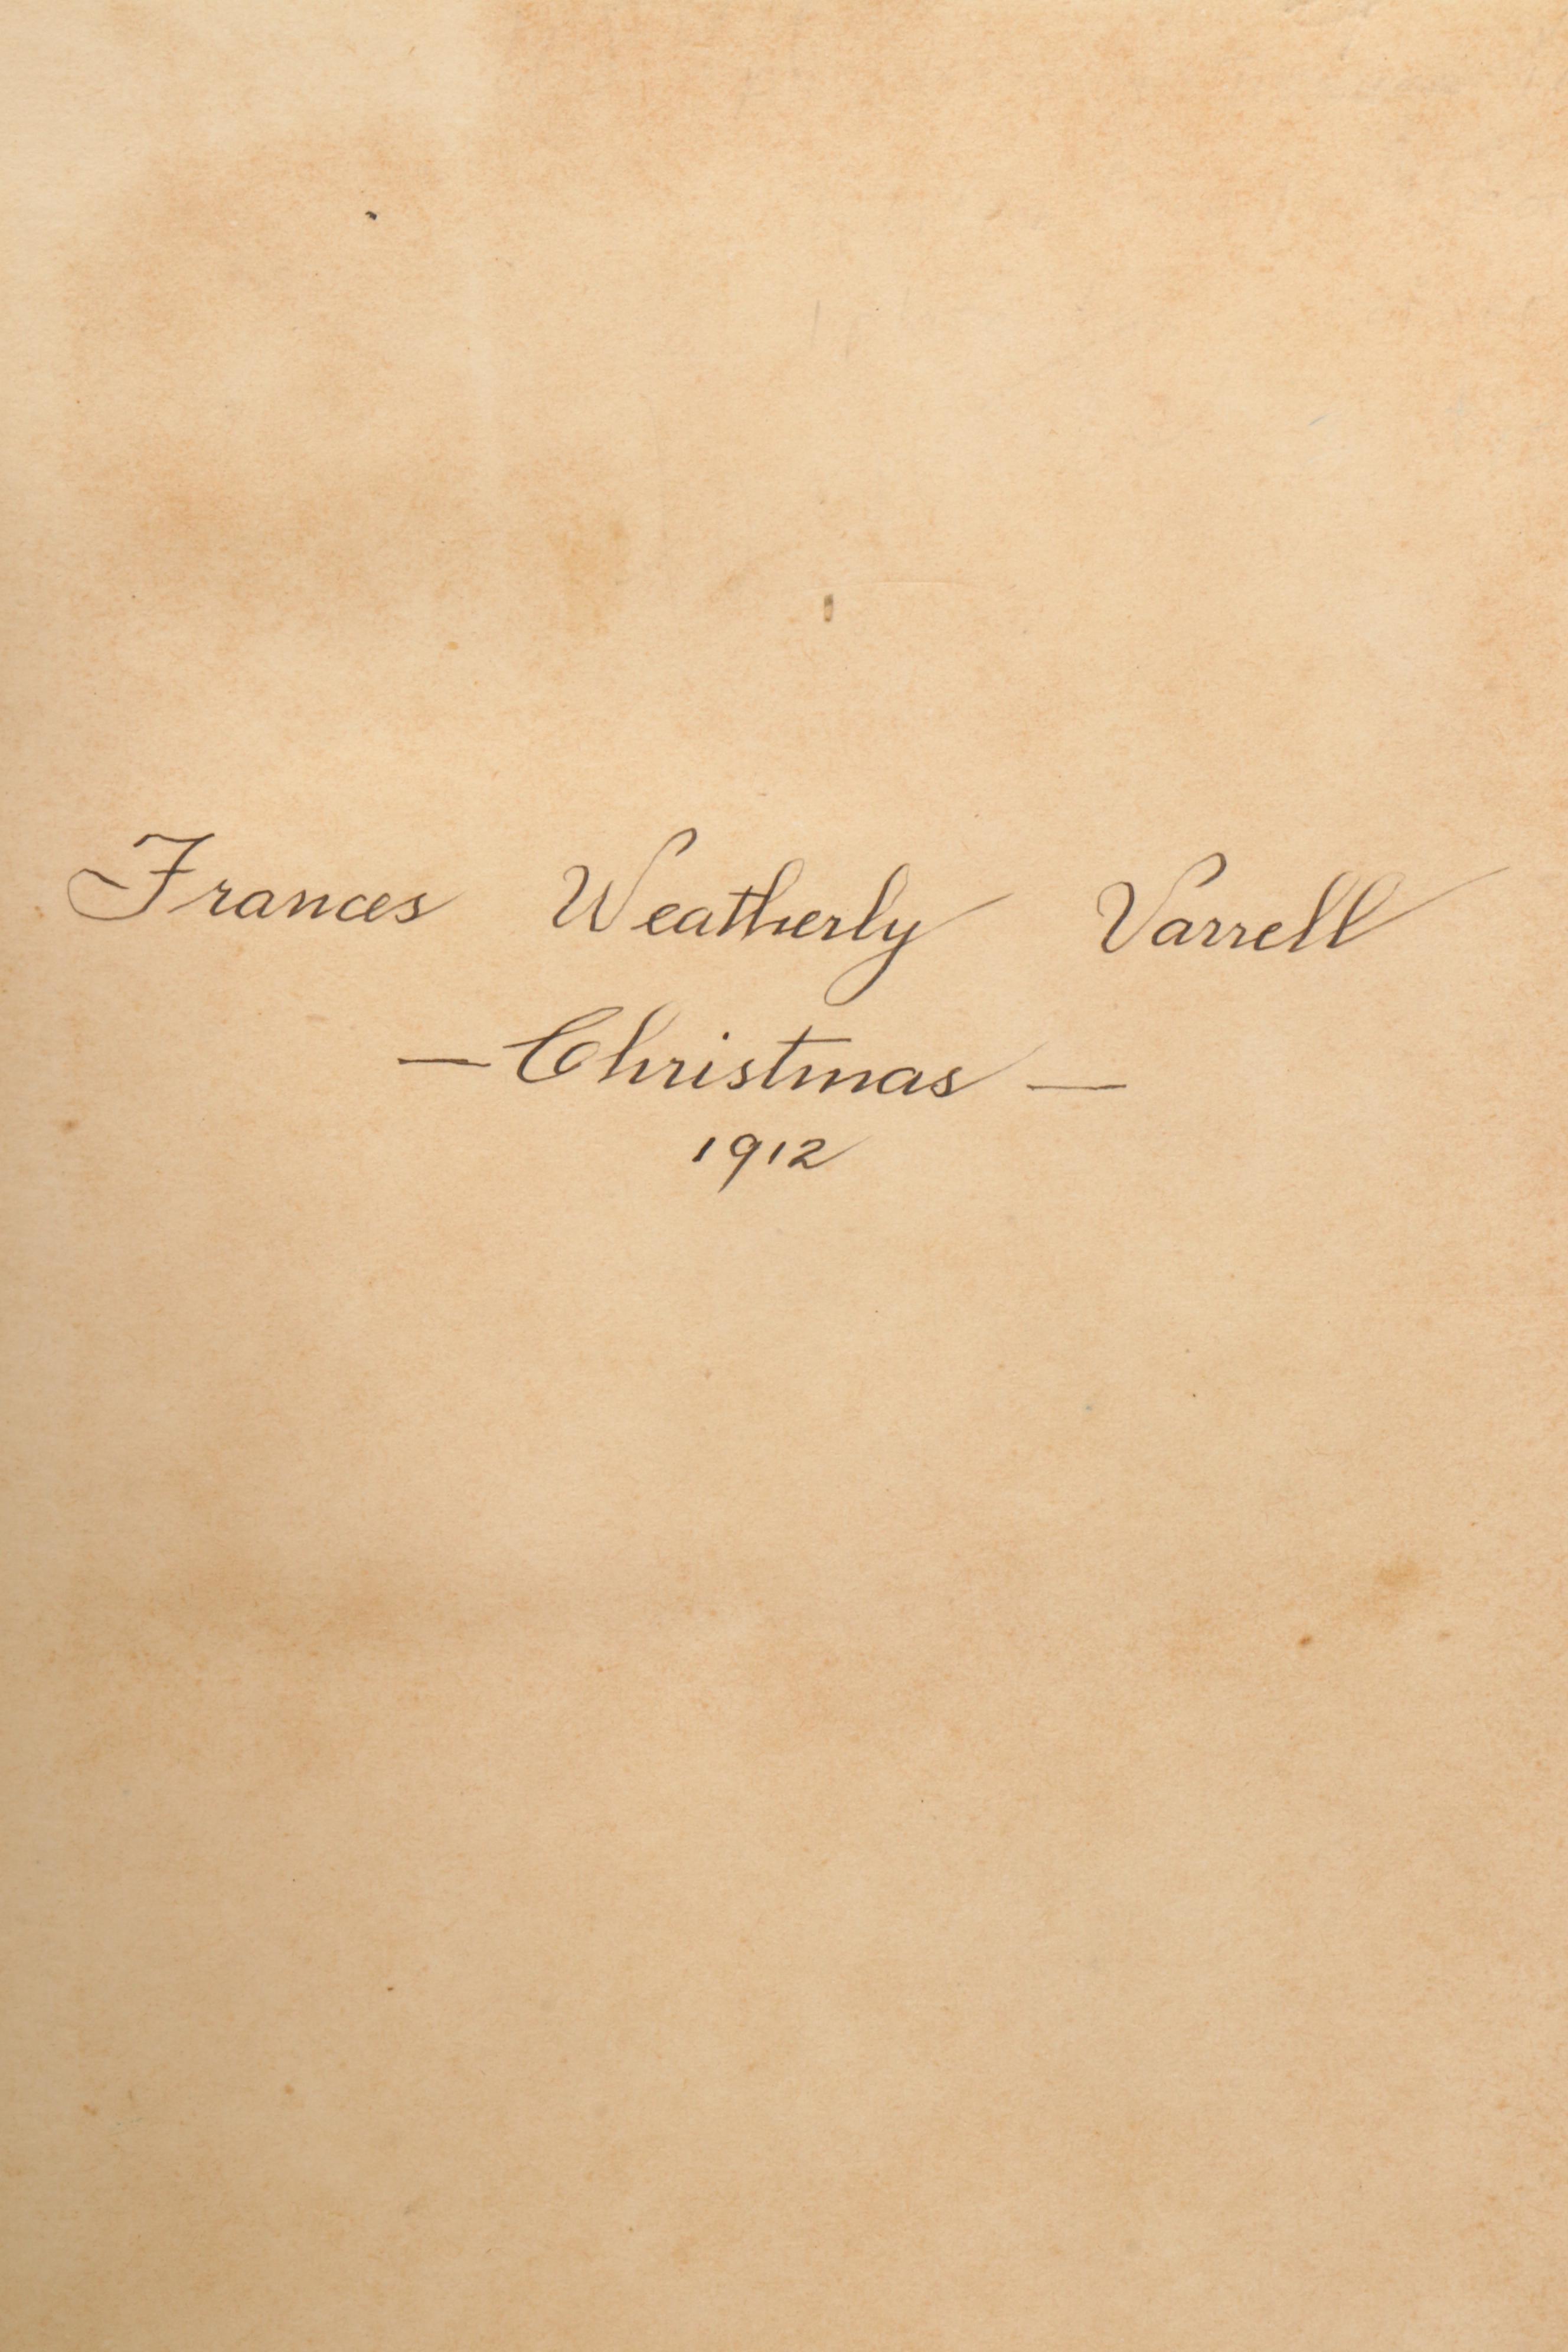 Frances Weatherly Varrell
— Christmas —
1912